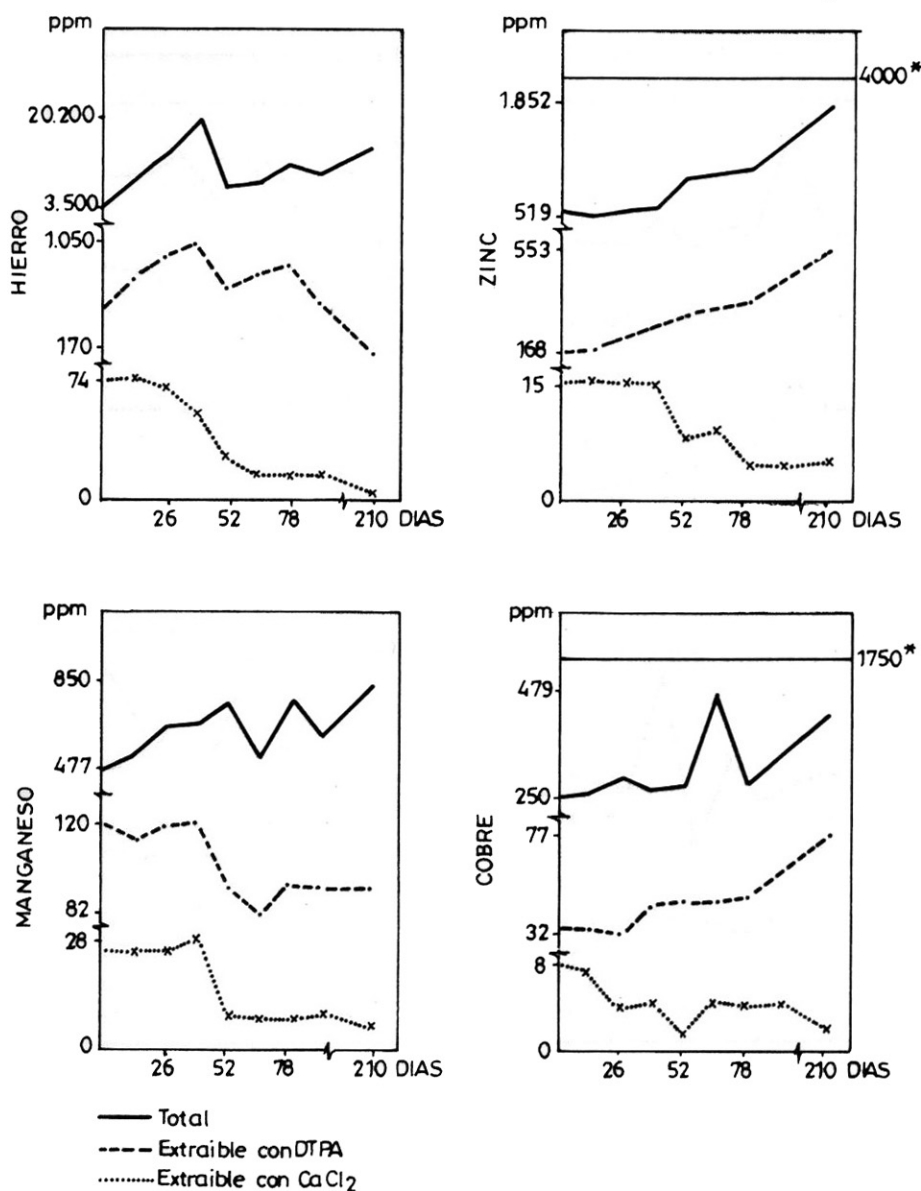 ppm
20.200
3.500
1.050
170
74
0
HIERRO
26 52 78 210 DIAS
ppm
4000*
1.852
519
553
168
15
0
ZINC
26 52 78 210 DIAS
ppm
850
477
120
82
28
0
MANGANESO
26 52 78 210 DIAS
ppm
1750*
479
250
77
32
8
0
COBRE
26 52 78 210 DIAS
Total
Extraible con DTPA
Extraible con CaCl₂